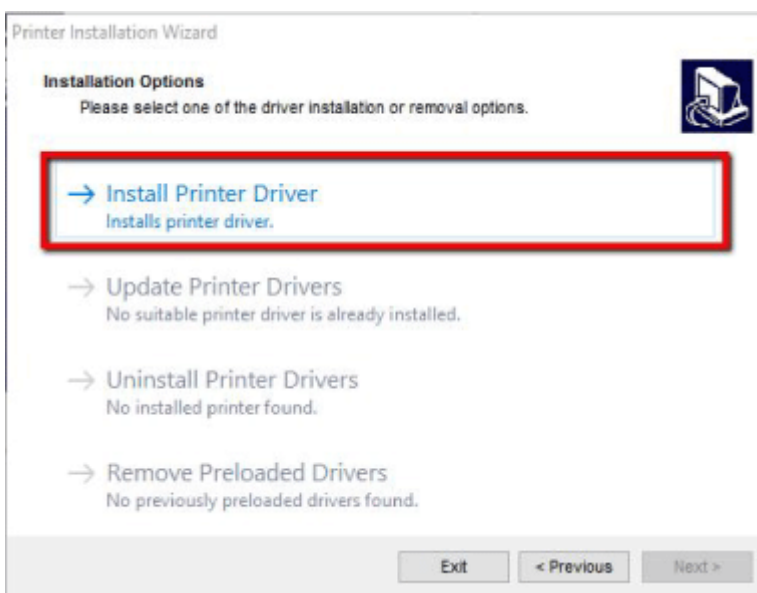 Printer Installation Wizard
Installation Options
Please select one of the driver installation or removal options.
Install Printer Driver
Installs printer driver.
Update Printer Drivers
No suitable printer driver is already installed.
Uninstall Printer Drivers
No installed printer found.
Remove Preloaded Drivers
No previously preloaded drivers found.
Exit < Previous Next >